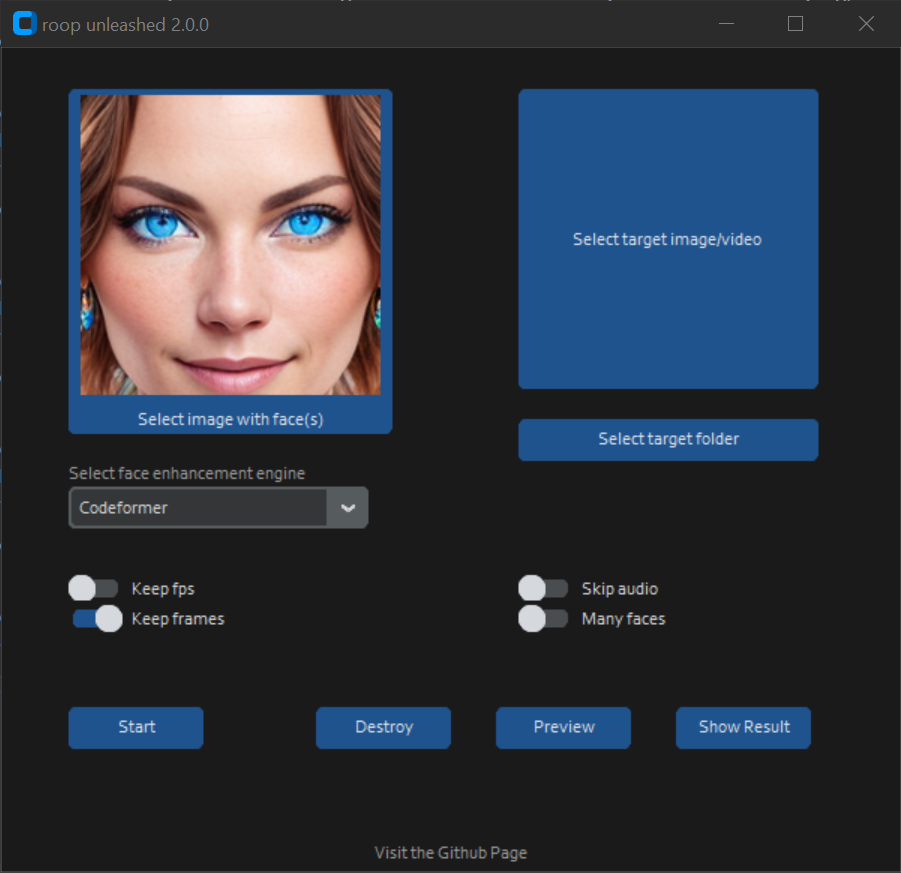 roop unleashed 2.0.0
Select image with face(s)
Select target image/video
Select target folder
Select face enhancement engine
Codeformer
Keep fps
Skip audio
Keep frames
Many faces
Start
Destroy
Preview
Show Result
Visit the Github Page